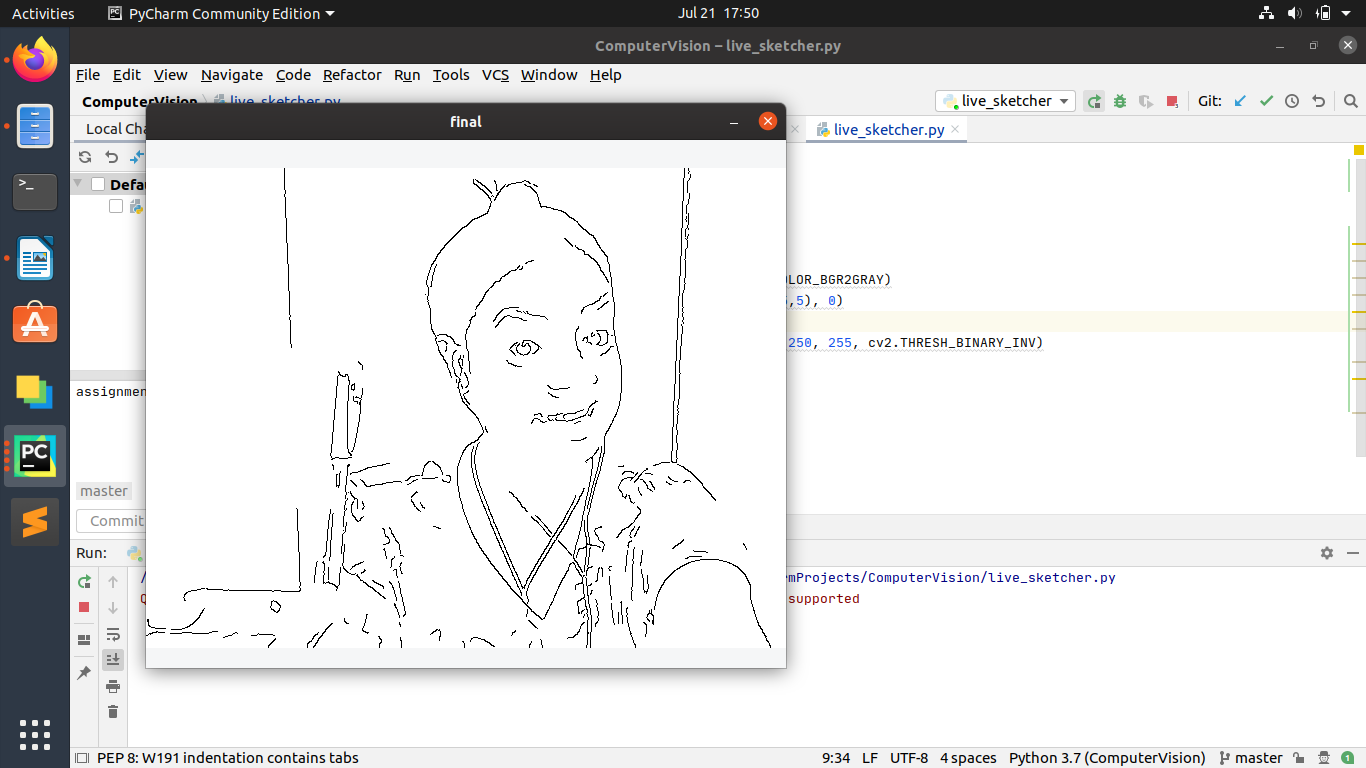 Activities PyCharm Community Edition Jul 21 17:50
ComputerVision – live_sketcher.py
File Edit View Navigate Code Refactor Run Tools VCS Window Help
ComputerVision live_sketcher.py live_sketcher Git:
final
Local Cha live_sketcher.py
Defau
OLOR_BGR2GRAY)
,5), 0)
250, 255, cv2.THRESH_BINARY_INV)
assignmen
master
Commit
Run:
rmProjects/ComputerVision/live_sketcher.py
supported
PEP 8: W191 indentation contains tabs 9:34 LF UTF-8 4 spaces Python 3.7 (ComputerVision) master 1